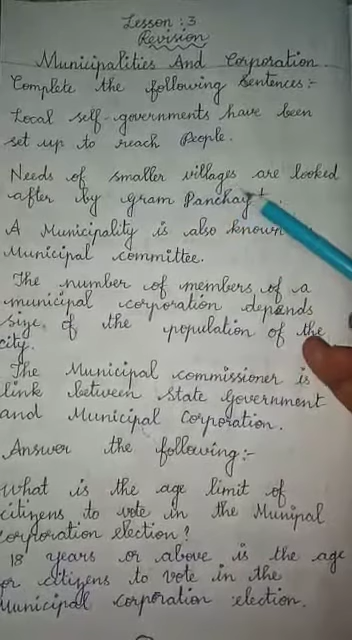 Lesson : 3
Revision
Municipalities And Corporation.
Complete the following sentences:-
Local self-governments have been
set up to reach People.
Needs of smaller villages are looked
after by gram Panchayt.
A Municipality is also known
Municipal committee.
The number of members of a
municipal corporation depends
size of the population of the
city.
The Municipal commissioner is
link between State Government
and Municipal Corporation.
Answer the following:-
What is the age limit of
citizens to vote in the Munipal
corporation election?
18 years or above is the age
or citizens to vote in the
Municipal corporation election.